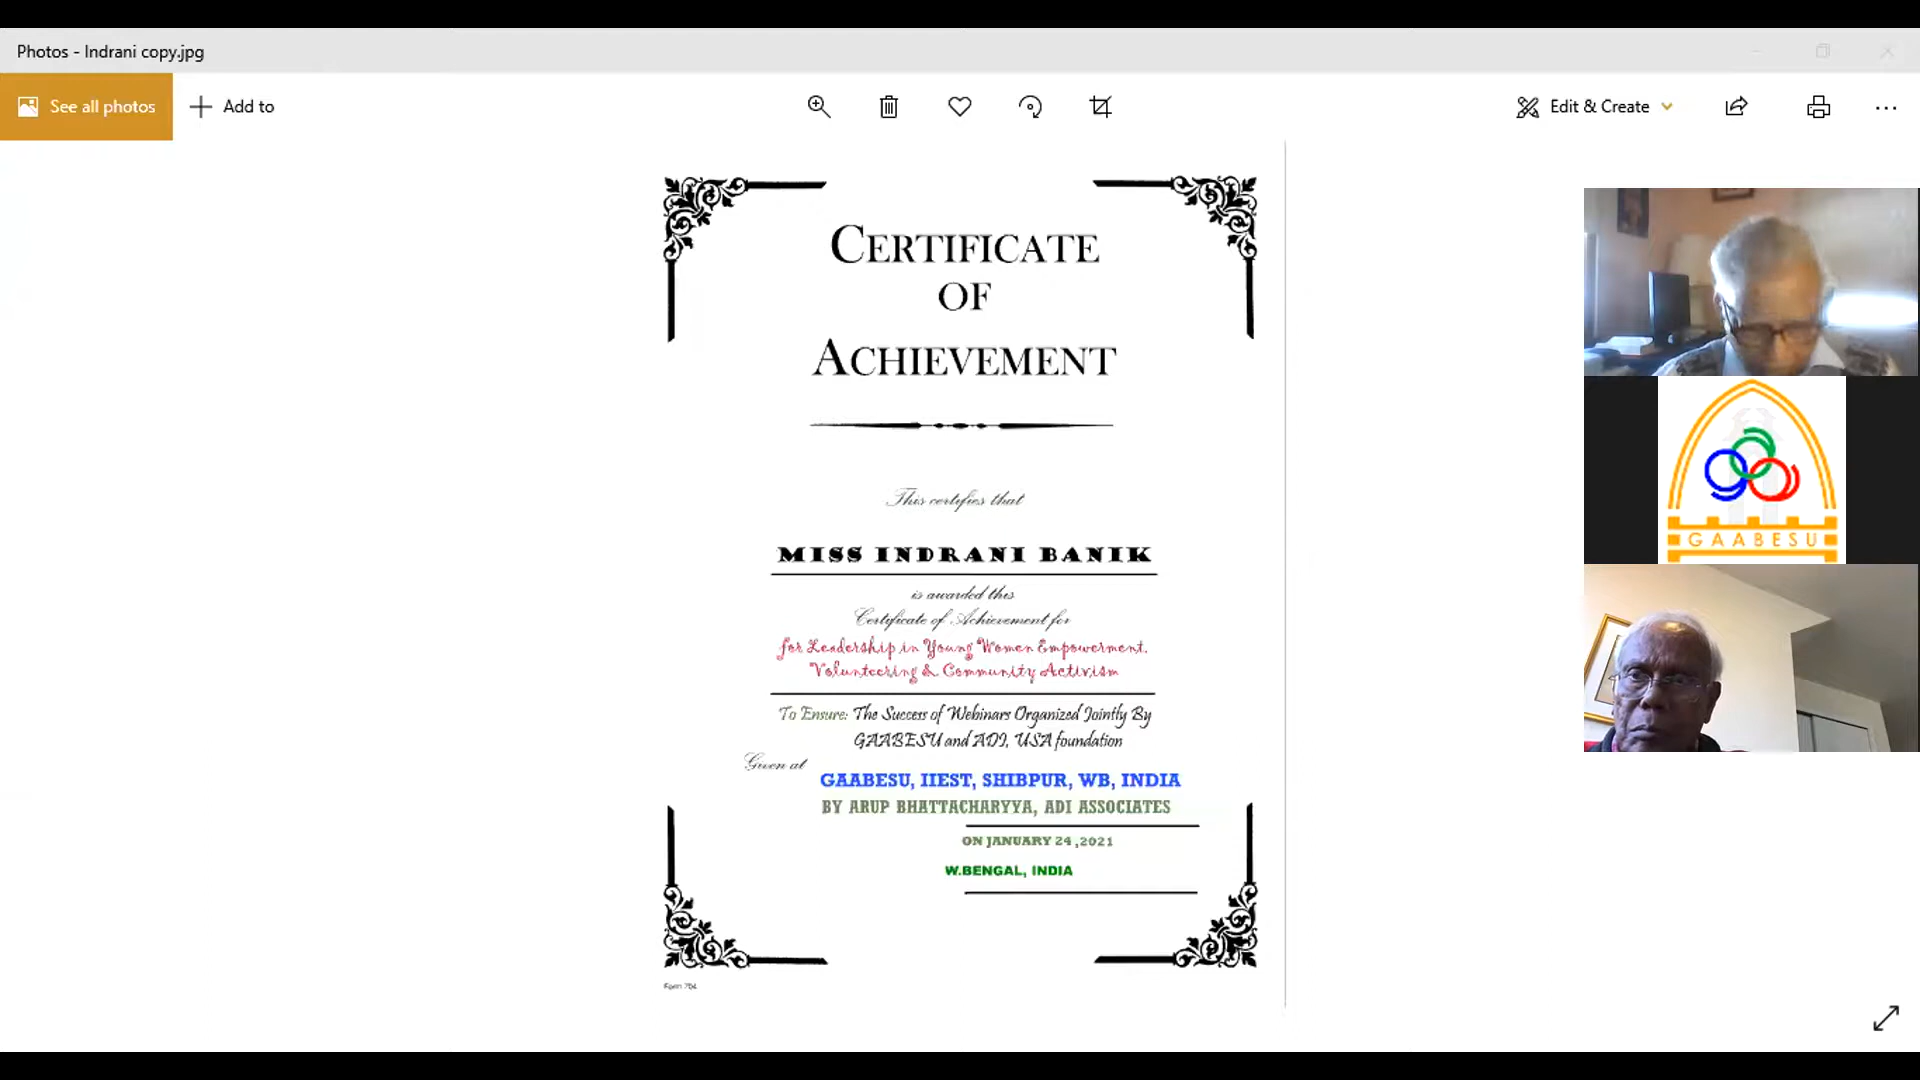 Photos - Indrani copy.jpg
See all photos
Add to
Edit & Create
CERTIFICATE
OF
ACHIEVEMENT
This certifies that
MISS INDRANI BANIK
is awarded this
Certificate of Achievement for
for Leadership in Young Women Empowerment,
Volunteering & Community Activism
To Ensure: The Success of Webinars Organized Jointly By
GAABESU and ADI, USA foundation
Given at
GAABESU, IIEST, SHIBPUR, WB, INDIA
BY ARUP BHATTACHARYYA, ADI ASSOCIATES
ON JANUARY 24,2021
W.BENGAL, INDIA
Form 704
GAABESU